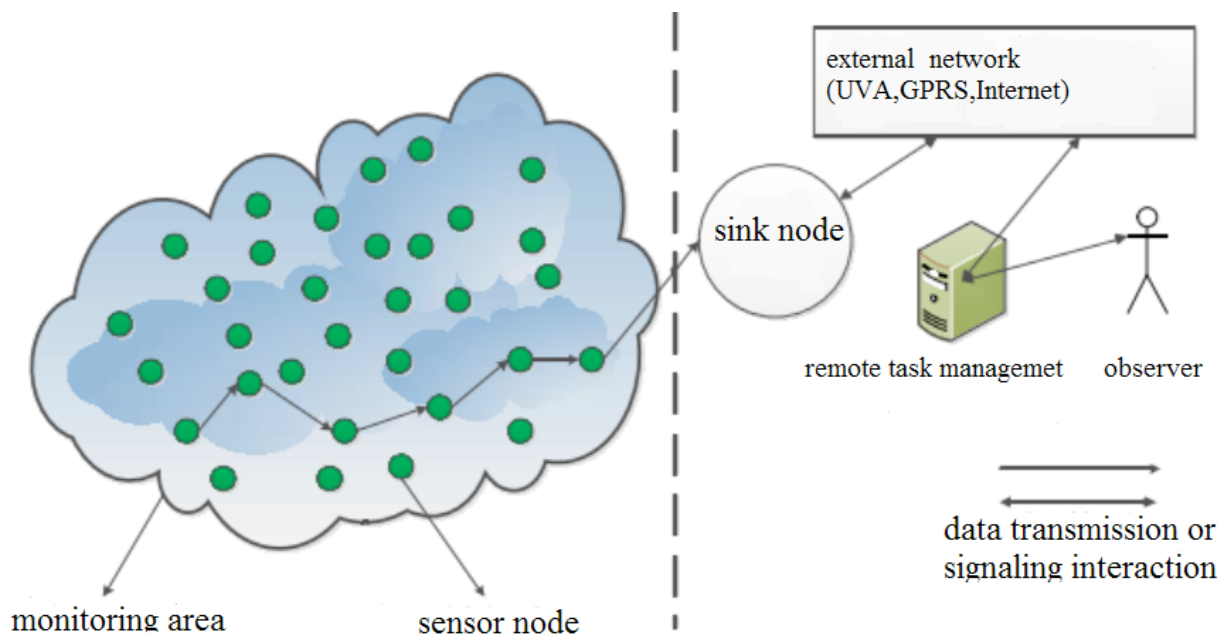 external network
(UVA,GPRS,Internet)
sink node
remote task managemet
observer
data transmission or
signaling interaction
monitoring area
sensor node